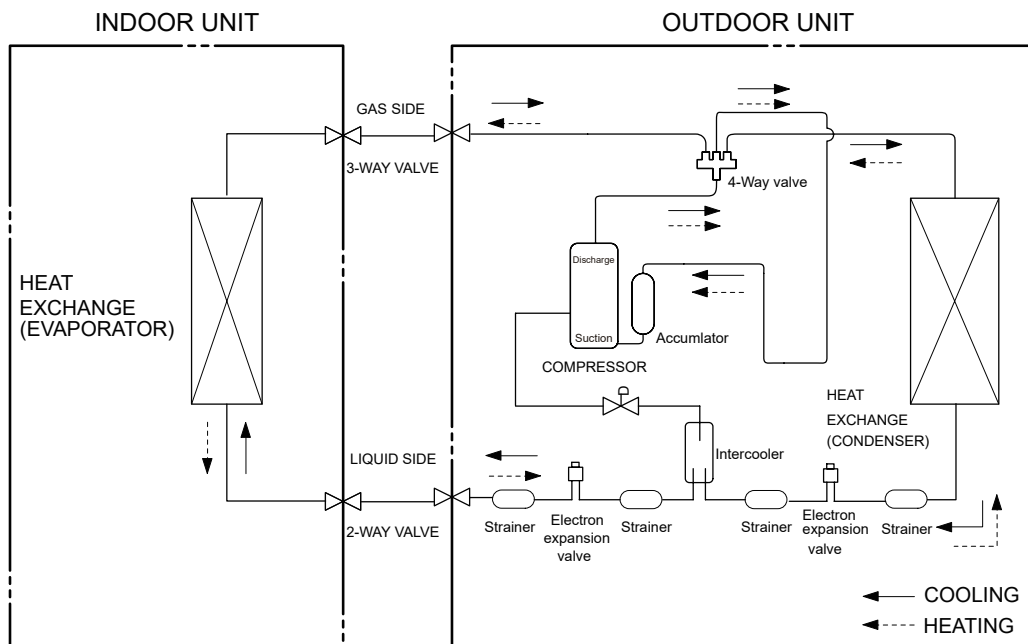 INDOOR UNIT
OUTDOOR UNIT
GAS SIDE
3-WAY VALVE
4-Way valve
HEAT
EXCHANGE
(EVAPORATOR)
Discharge
Suction
Accumlator
COMPRESSOR
HEAT
EXCHANGE
(CONDENSER)
Intercooler
LIQUID SIDE
2-WAY VALVE
Strainer
Electron
expansion
valve
Strainer
Strainer
Electron
expansion
valve
Strainer
COOLING
HEATING